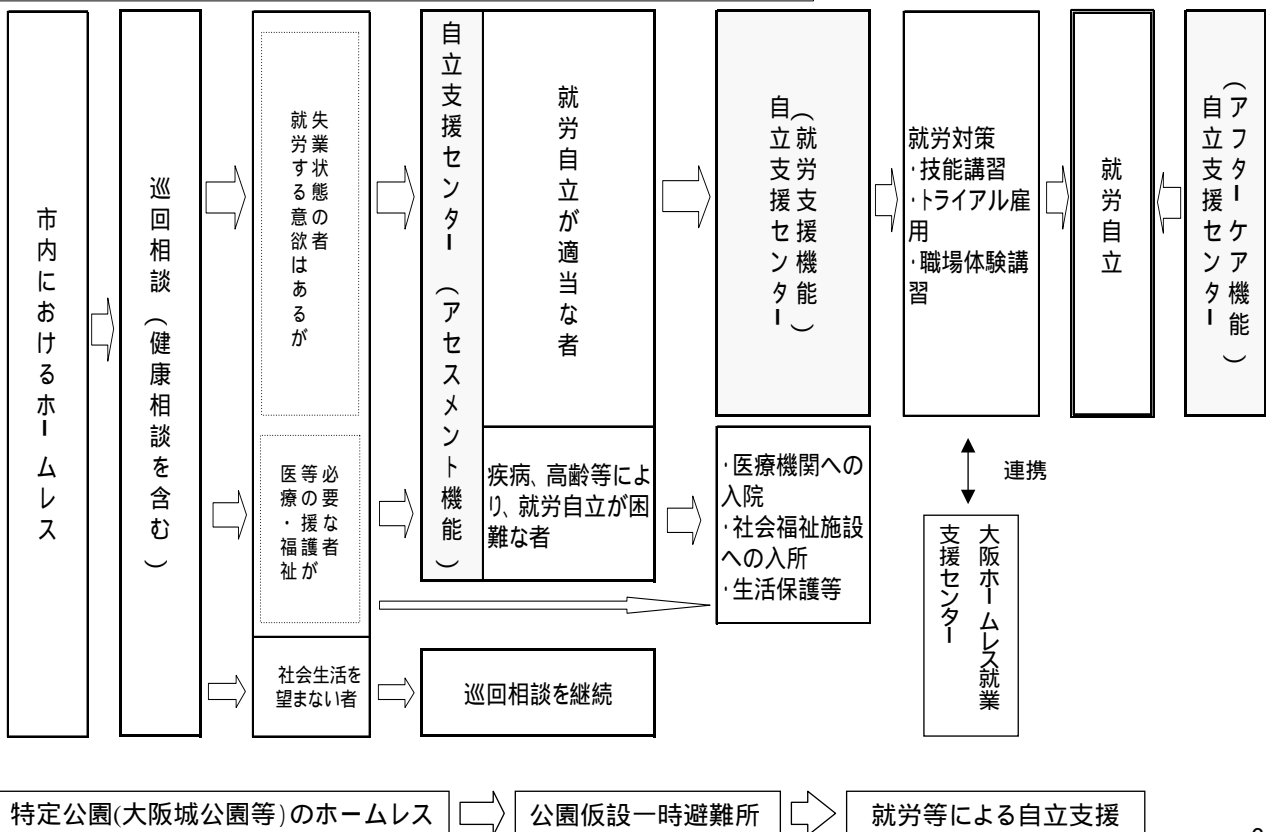 市内におけるホームレス
巡回相談（健康相談を含む）
失業状態の者
就労する意欲はあるが
必要な者
等の援護が
医療・福祉
社会生活を
望まない者
自立支援センター（アセスメント機能）
就労自立が適当な者
疾病、高齢等によ
り、就労自立が困
難な者
巡回相談を継続
自立支援センター
（就労支援機能）
・医療機関への
入院
・社会福祉施設
への入所
・生活保護等
就労対策
・技能講習
・トライアル雇
用
・職場体験講
習
連携
大阪ホームレス就業
支援センター
就労自立
（アフターケア機能）
自立支援センター
特定公園(大阪城公園等)のホームレス
公園仮設一時避難所
就労等による自立支援